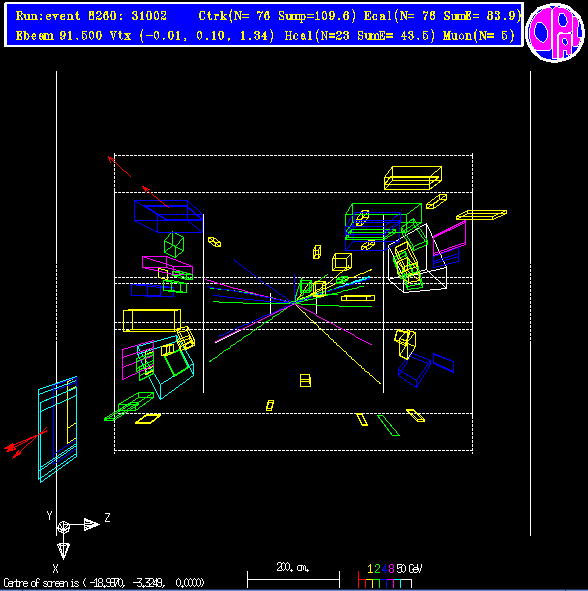 Run:event 8260: 31002 Ctrk(N= 76 Sump=109.6) Ecal(N= 76 SumE= 83.9)
Ebeam 91.500 Vtx (-0.01, 0.10, 1.34) Hcal(N=23 SumE= 43.5) Muon(N= 5)
OPAL
Y
Z
X
200. cm.
1 2 4 8 50 GeV
Centre of screen is ( -18.9970, -3.3249, 0.0000)